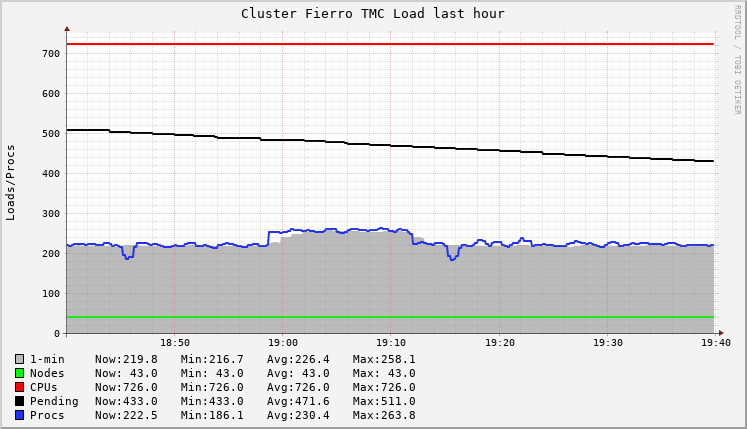 Cluster Fierro TMC Load last hour
RRDTOOL / TOBI OETIKER
Loads/Procs
700
600
500
400
300
200
100
0
18:50 19:00 19:10 19:20 19:30 19:40
1-min Now:219.8 Min:216.7 Avg:226.4 Max:258.1
Nodes Now: 43.0 Min: 43.0 Avg: 43.0 Max: 43.0
CPUs Now:726.0 Min:726.0 Avg:726.0 Max:726.0
Pending Now:433.0 Min:433.0 Avg:471.6 Max:511.0
Procs Now:222.5 Min:186.1 Avg:230.4 Max:263.8